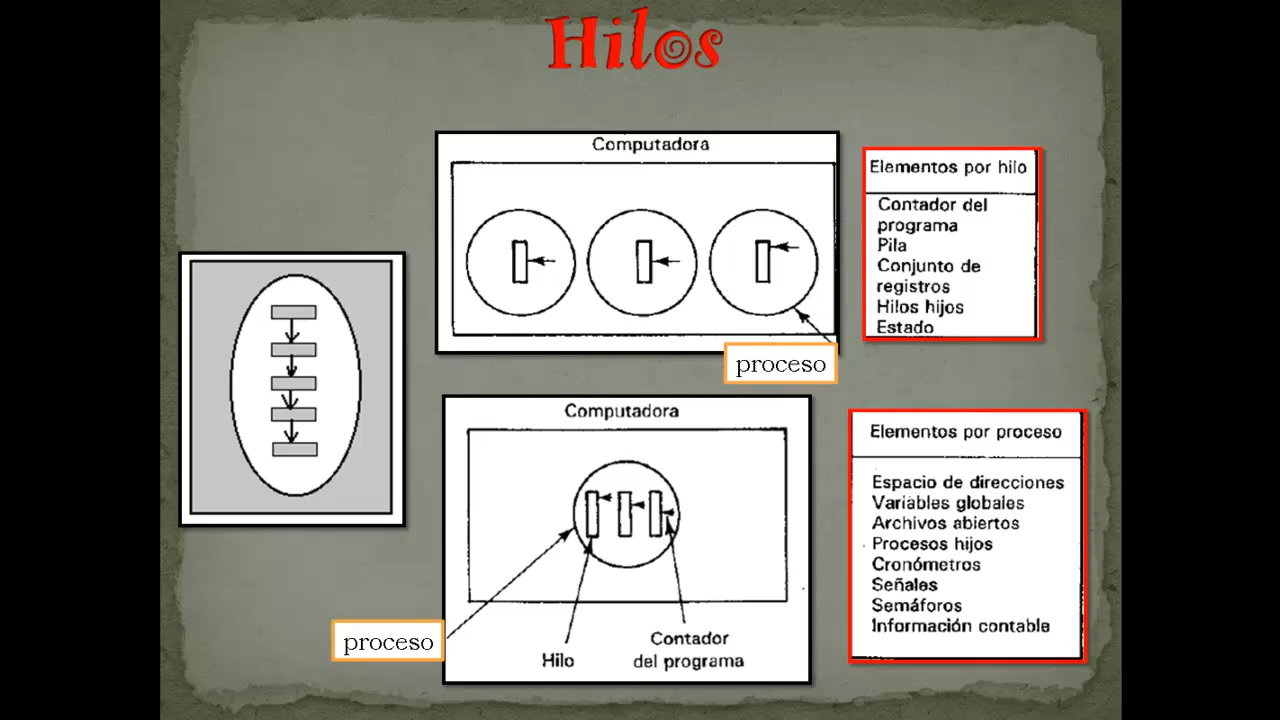 Hilos
Computadora
proceso
Elementos por hilo
Contador del
programa
Pila
Conjunto de
registros
Hilos hijos
Estado
Computadora
proceso
Hilo
Contador
del programa
Elementos por proceso
Espacio de direcciones
Variables globales
Archivos abiertos
Procesos hijos
Cronómetros
Señales
Semáforos
Información contable